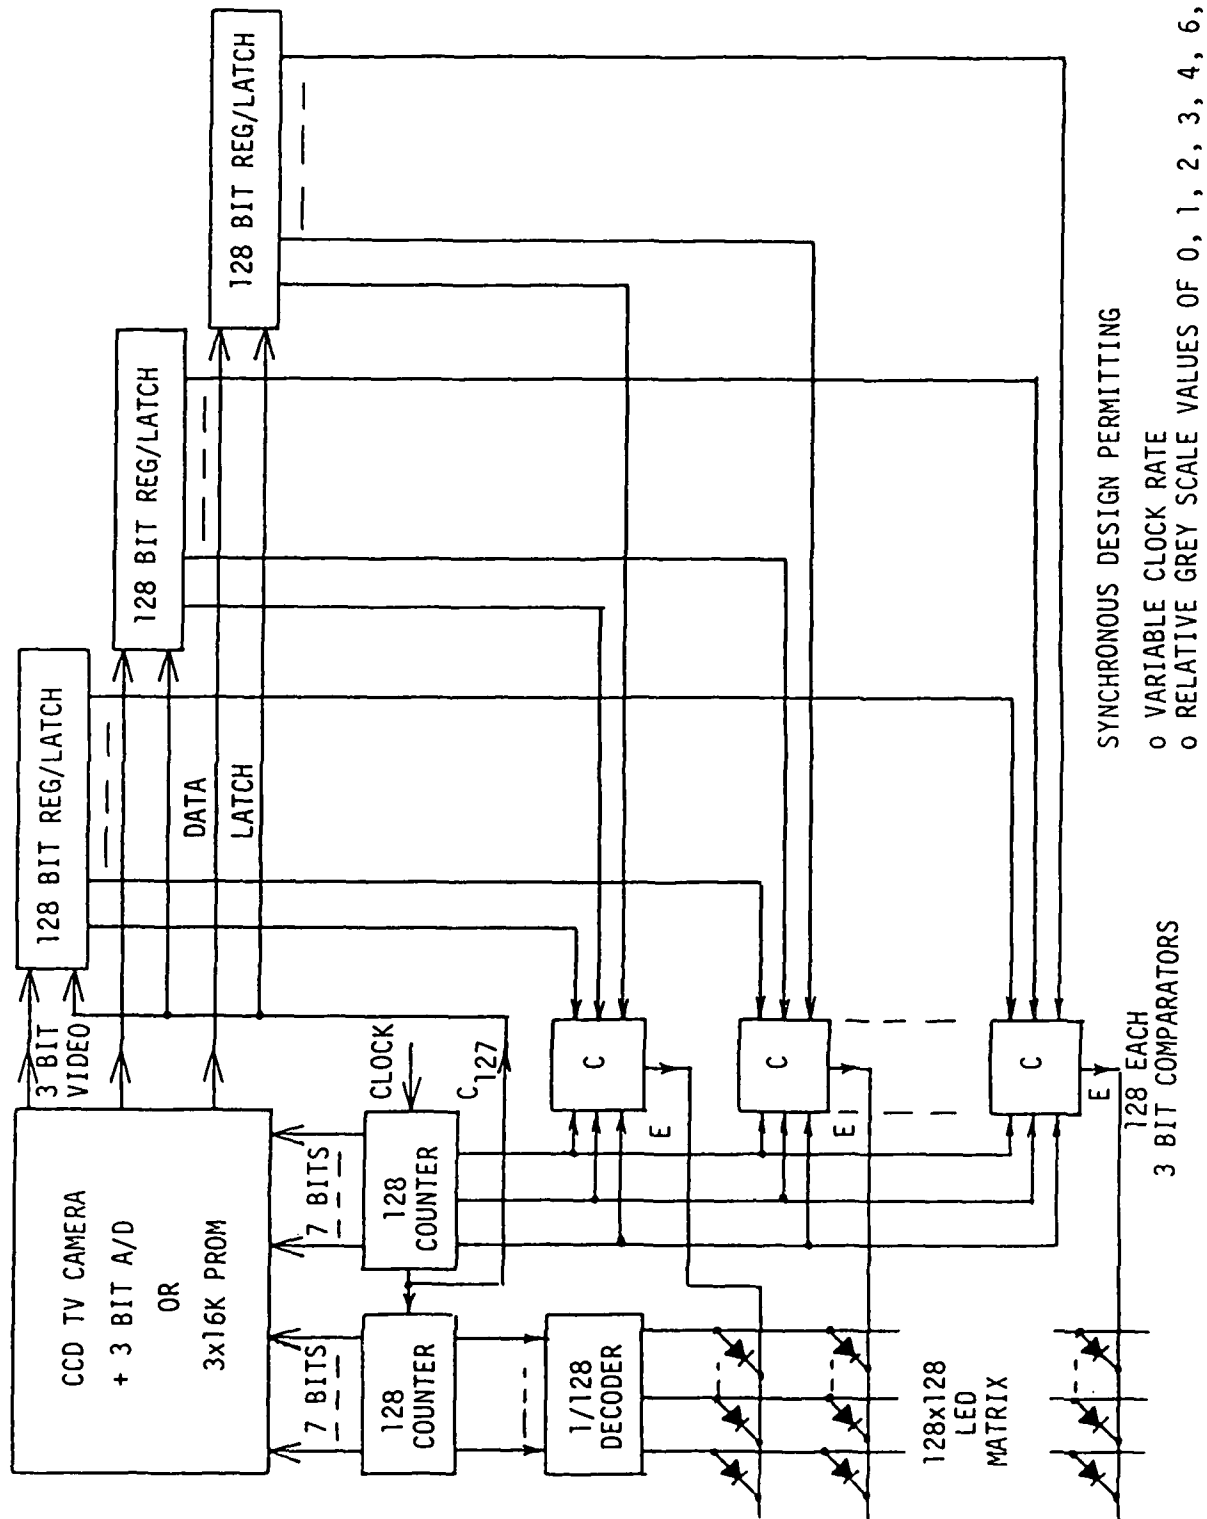 CCD TV CAMERA
+ 3 BIT A/D
OR
3x16K PROM
3 BIT
VIDEO
128 BIT REG/LATCH
128 BIT REG/LATCH
128 BIT REG/LATCH
DATA
LATCH
7 BITS
7 BITS
CLOCK
C127
128
COUNTER
128
COUNTER
1/128
DECODER
C
C
C
E
E
E
128x128
LED
MATRIX
128 EACH
3 BIT COMPARATORS
SYNCHRONOUS DESIGN PERMITTING
o VARIABLE CLOCK RATE
o RELATIVE GREY SCALE VALUES OF 0, 1, 2, 3, 4, 6,